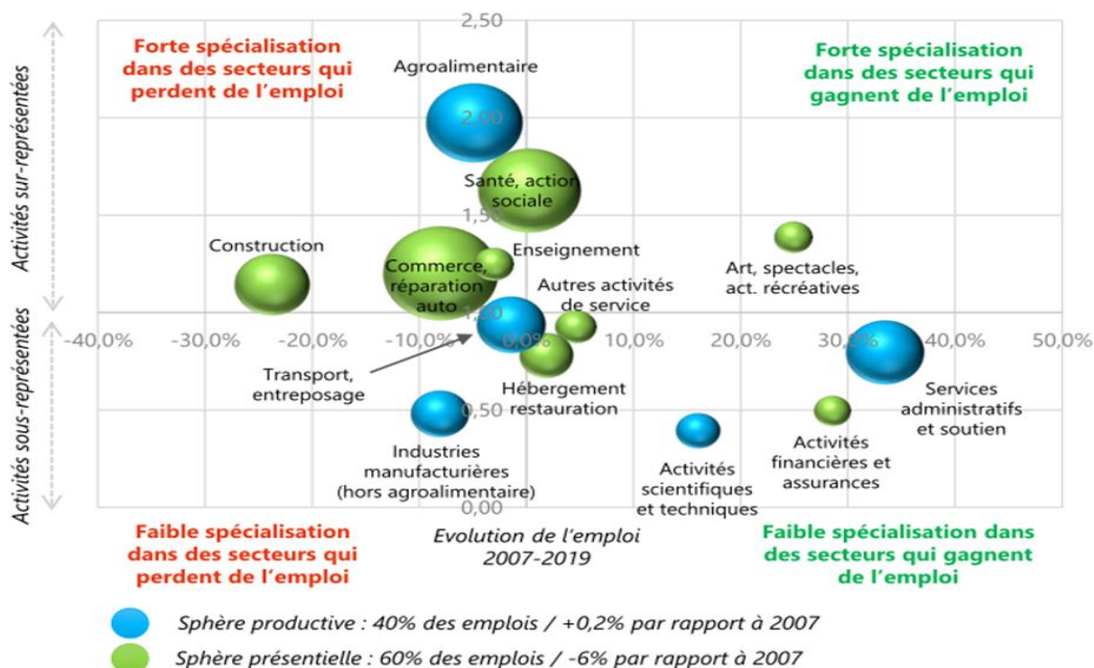 2,50
Forte spécialisation
dans des secteurs qui
perdent de l’emploi
Forte spécialisation
dans des secteurs qui
gagnent de l’emploi
Agroalimentaire
2,00
Activités sur-représentées
Santé, action
sociale
1,50
Construction
Enseignement
Commerce,
réparation
auto
Art, spectacles,
act. récréatives
Autres activités
de service
1,00
-40,0%
-30,0%
-20,0%
-10,0%
0,0%
10,0%
20,0%
30,0%
40,0%
50,0%
Transport,
entreposage
Hébergement
restauration
Services
administratifs
et soutien
0,50
Activités sous-représentées
Industries
manufacturières
(hors agroalimentaire)
Activités
scientifiques
et techniques
Activités
financières et
assurances
0,00
Faible spécialisation
dans des secteurs qui
perdent de l’emploi
Evolution de l’emploi
2007-2019
Faible spécialisation dans
des secteurs qui gagnent
de l’emploi
Sphère productive : 40% des emplois / +0,2% par rapport à 2007
Sphère présentielle : 60% des emplois / -6% par rapport à 2007